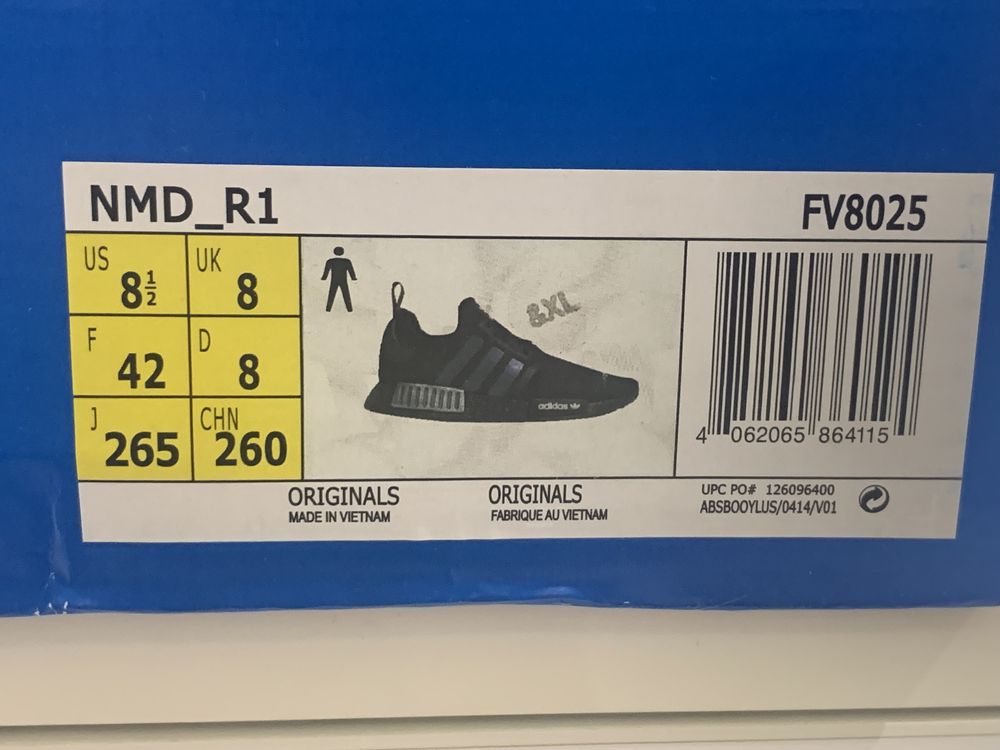 NMD_R1 FV8025
US 8½ UK 8
F 42 D 8
J 265 CHN 260
&XL
adidas
4 062065 864115
ORIGINALS ORIGINALS
MADE IN VIETNAM FABRIQUE AU VIETNAM
UPC PO# 126096400
ABSBOOYLUS/0414/V01